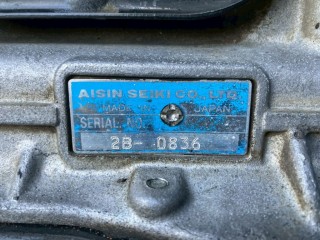 AISIN SEIKI CO., LTD.
MADE IN JAPAN
SERIAL NO.
2B- 0836